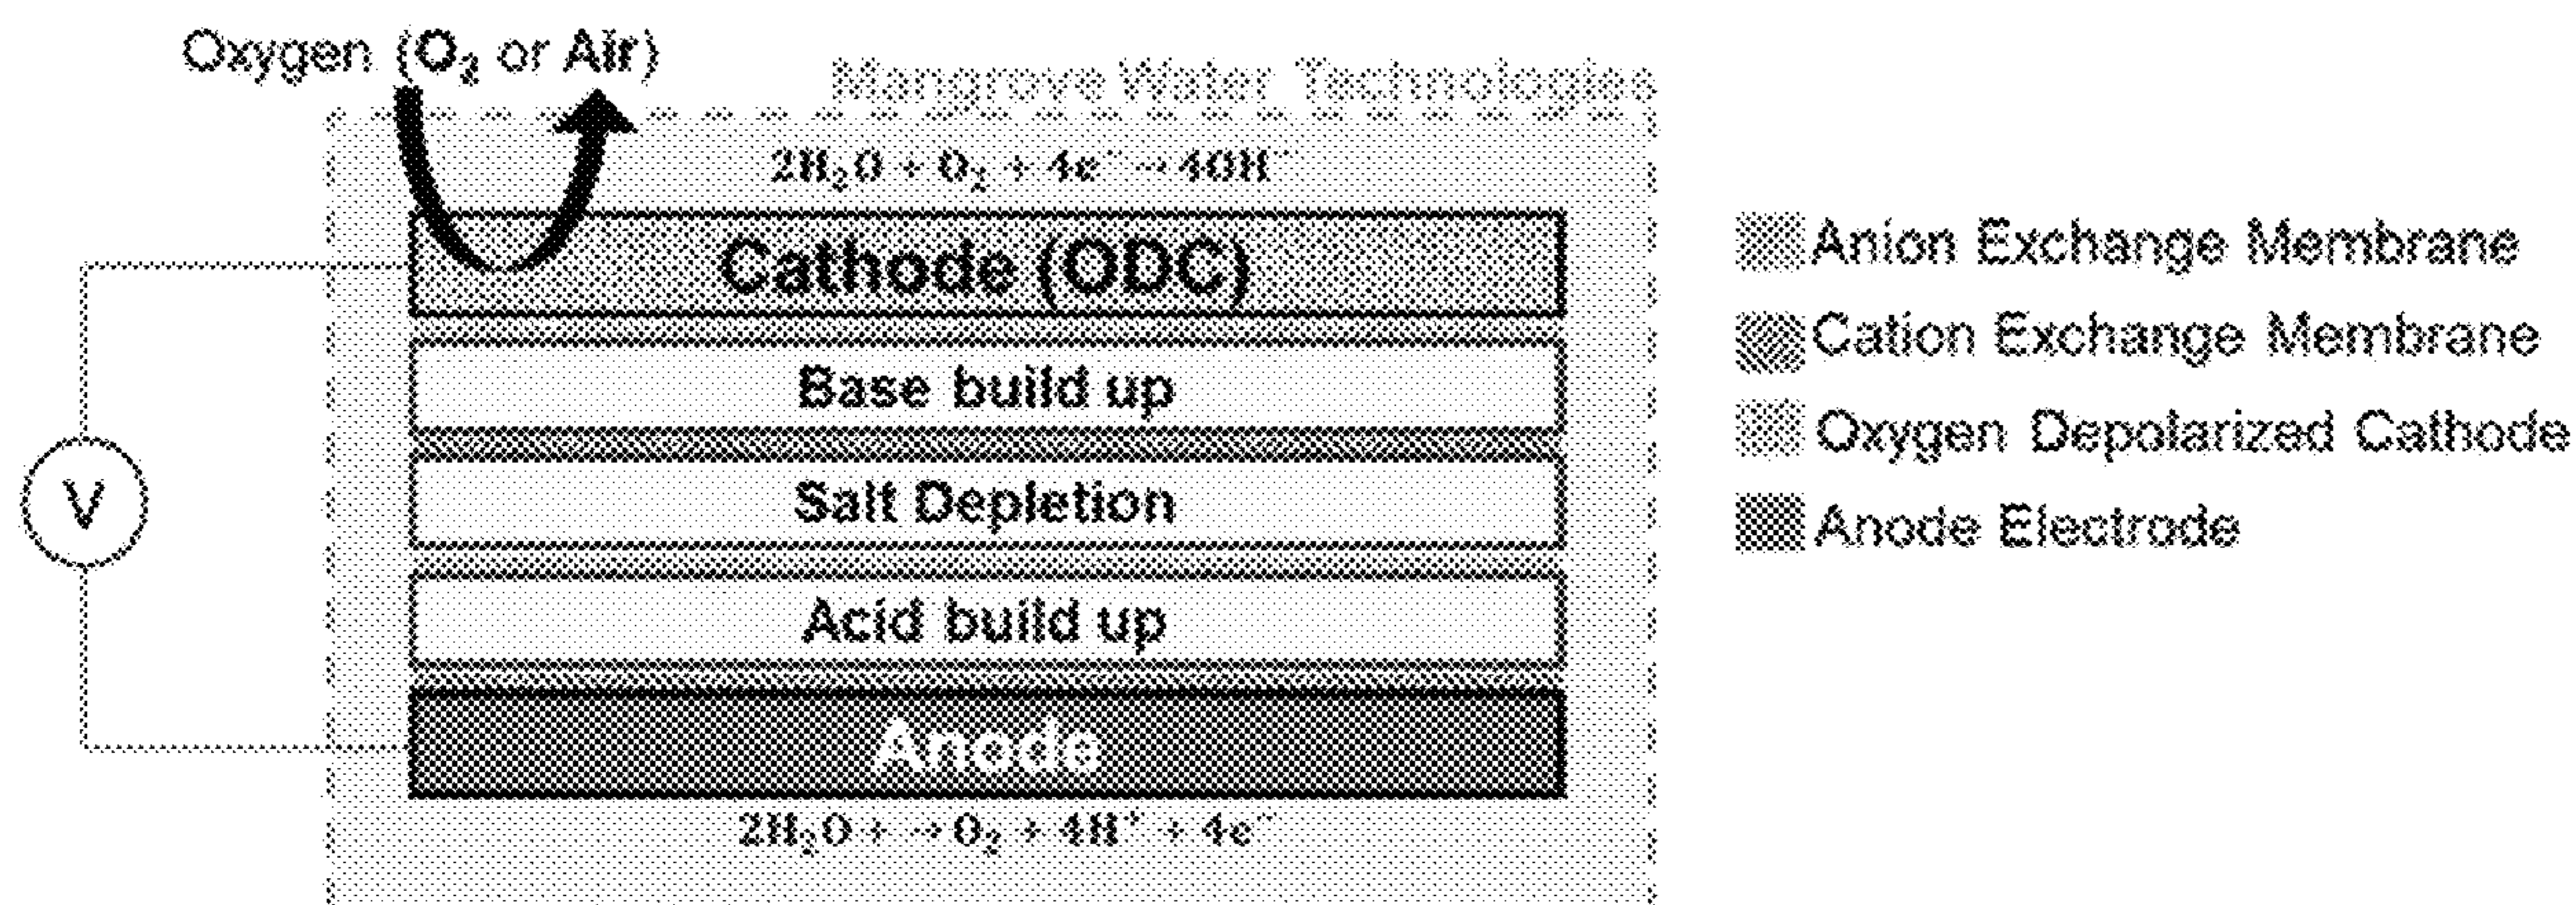 Oxygen (O₂ or Air)
Mangrove Water Technologies
2H₂O + O₂ + 4e⁻ → 4OH⁻
Cathode (ODC)
Base build up
Salt Depletion
Acid build up
Anode
2H₂O + → O₂ + 4H⁺ + 4e⁻
V
Anion Exchange Membrane
Cation Exchange Membrane
Oxygen Depolarized Cathode
Anode Electrode